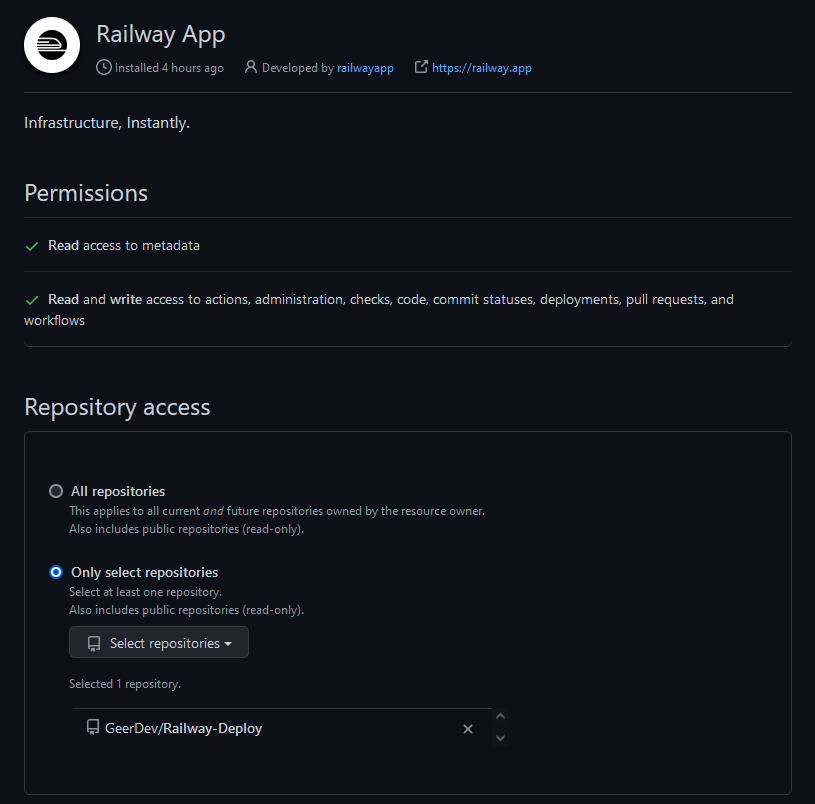 Railway App
Installed 4 hours ago Developed by railwayapp https://railway.app
Infrastructure, Instantly.
Permissions
Read access to metadata
Read and write access to actions, administration, checks, code, commit statuses, deployments, pull requests, and
workflows
Repository access
All repositories
This applies to all current and future repositories owned by the resource owner.
Also includes public repositories (read-only).
Only select repositories
Select at least one repository.
Also includes public repositories (read-only).
Select repositories
Selected 1 repository.
GeerDev/Railway-Deploy